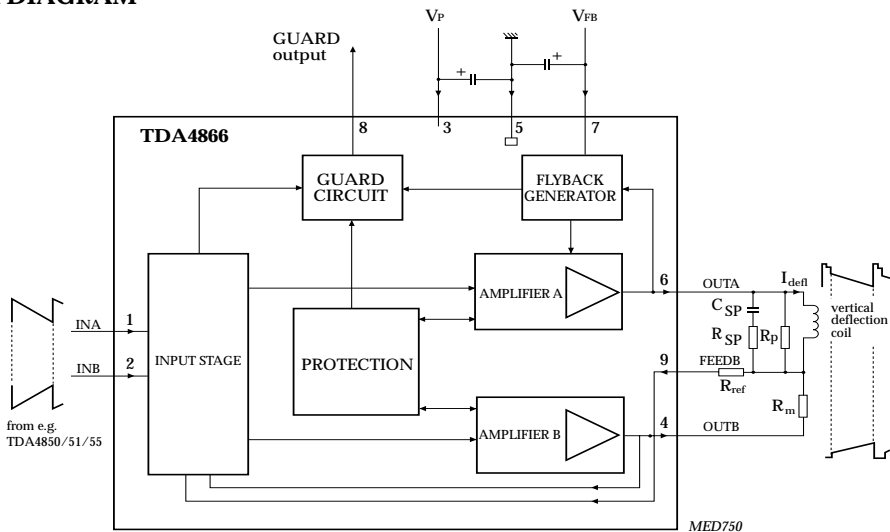 DIAGRAM
GUARD
output
VP
VFB
+
+
TDA4866
8
3
5
7
GUARD
CIRCUIT
FLYBACK
GENERATOR
AMPLIFIER A
6
OUTA
Idefl
CSP
RSP
Rp
vertical
deflection
coil
INA
1
INB
2
INPUT STAGE
PROTECTION
9
FEEDB
Rref
Rm
from e.g.
TDA4850/51/55
AMPLIFIER B
4
OUTB
MED750